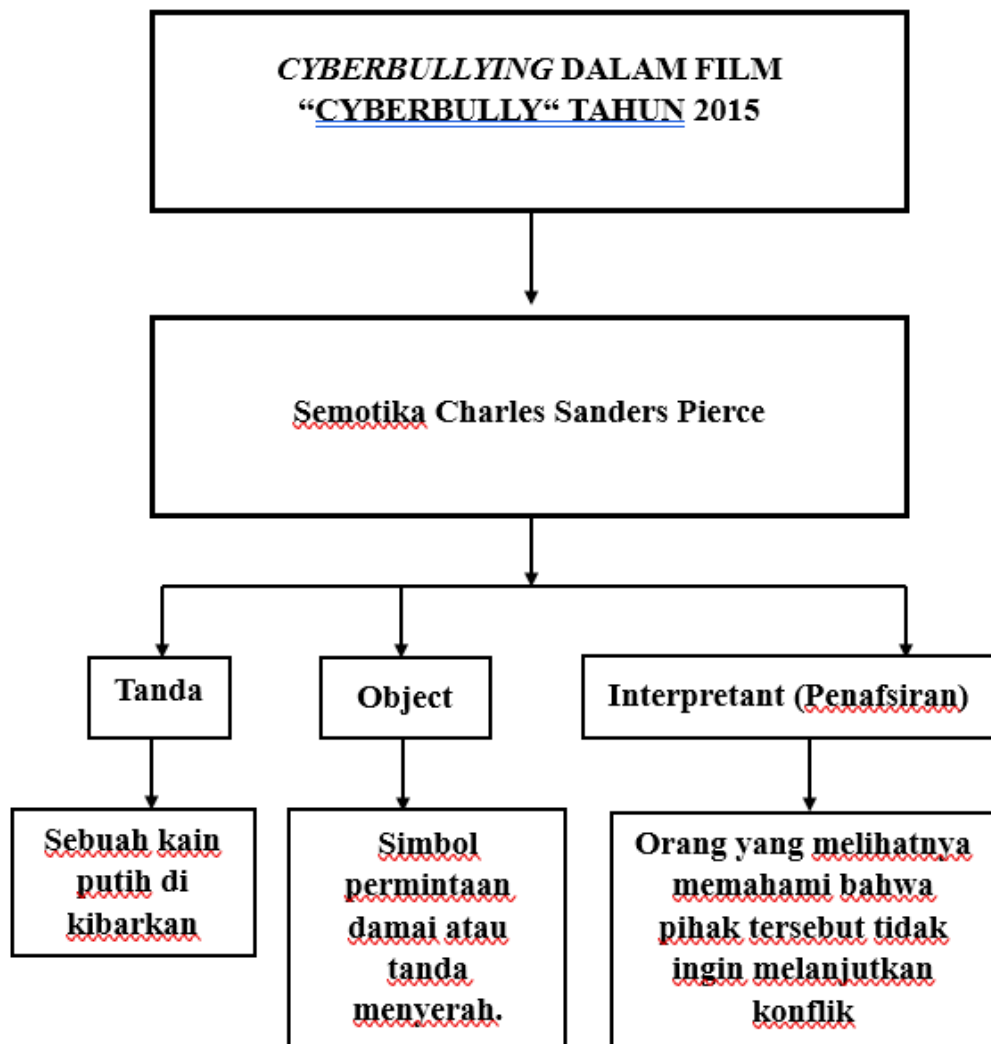 CYBERBULLYING DALAM FILM
“CYBERBULLY“ TAHUN 2015
Semotika Charles Sanders Pierce
Tanda
Object
Interpretant (Penafsiran)
Sebuah kain
putih di
kibarkan
Simbol
permintaan
damai atau
tanda
menyerah.
Orang yang melihatnya
memahami bahwa
pihak tersebut tidak
ingin melanjutkan
konflik